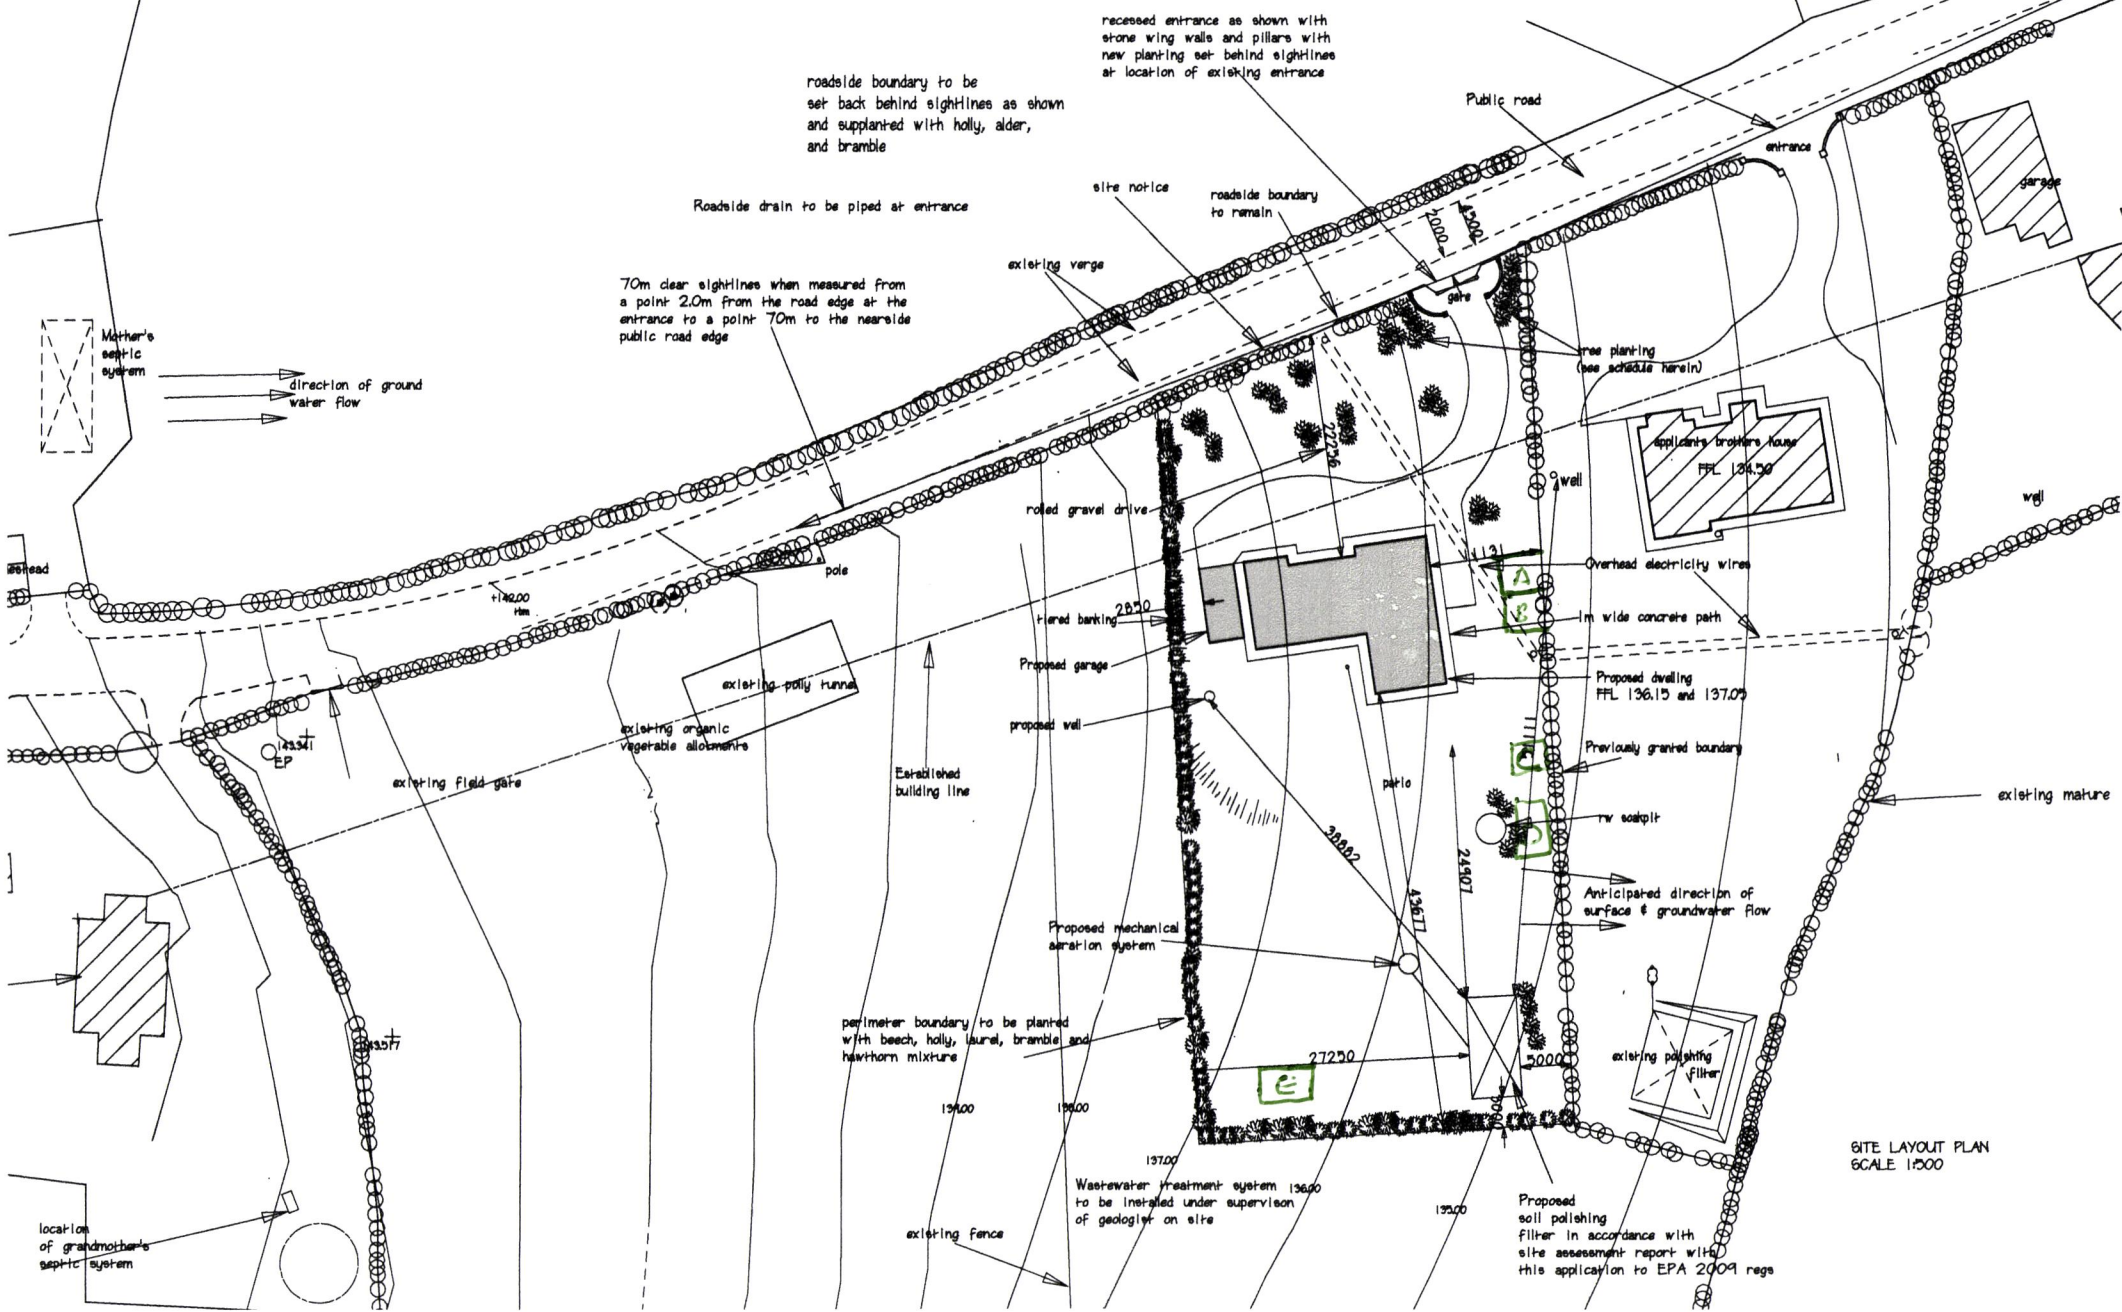 recessed entrance as shown with
stone wing walls and pillars with
new planting set behind sightlines
at location of existing entrance
roadside boundary to be
set back behind sightlines as shown
and supplanted with holly, alder,
and bramble
Public road
entrance
garage
site notice
roadside boundary
to remain
Roadside drain to be piped at entrance
2000
4500
existing verge
gate
70m clear sightlines when measured from
a point 2.0m from the road edge at the
entrance to a point 70m to the nearside
public road edge
Mother's
septic
system
direction of ground
water flow
tree planting
(see schedule herein)
applicants brothers house
FFL 134.50
22256
well
well
rolled gravel drive
pole
Overhead electricity wires
A
B
+142.00
tbm
2850
tiered banking
1m wide concrete path
Proposed garage
Proposed dwelling
FFL 136.15 and 137.05
existing polly tunnel
proposed well
existing organic
vegetable allotments
143.341
EP
Previously granted boundary
C
existing field gate
Established
building line
patio
existing mature
rw soakpit
D
38882
24907
43677
Anticipated direction of
surface & groundwater flow
Proposed mechanical
aeration system
perimeter boundary to be planted
with beech, holly, laurel, bramble and
hawthorn mixture
143.577
27250
5000
existing polishing
filter
E
139.00
138.00
137.00
136.00
135.00
SITE LAYOUT PLAN
SCALE 1:500
Wastewater treatment system
to be installed under supervison
of geologist on site
Proposed
soil polishing
filter in accordance with
site assessment report with
this application to EPA 2009 regs
existing fence
location
of grandmother's
septic system